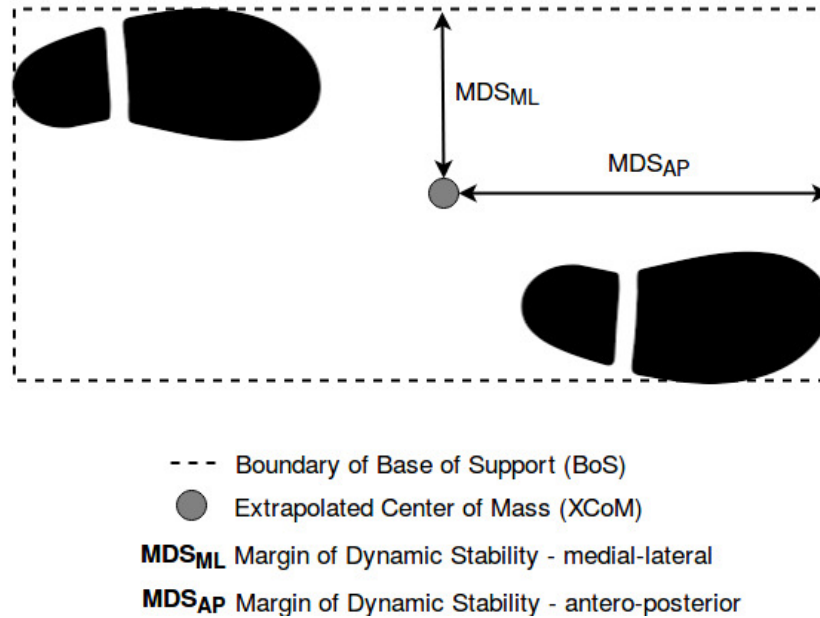 MDSML
MDSAP
Boundary of Base of Support (BoS)
Extrapolated Center of Mass (XCoM)
MDSML Margin of Dynamic Stability - medial-lateral
MDSAP Margin of Dynamic Stability - antero-posterior